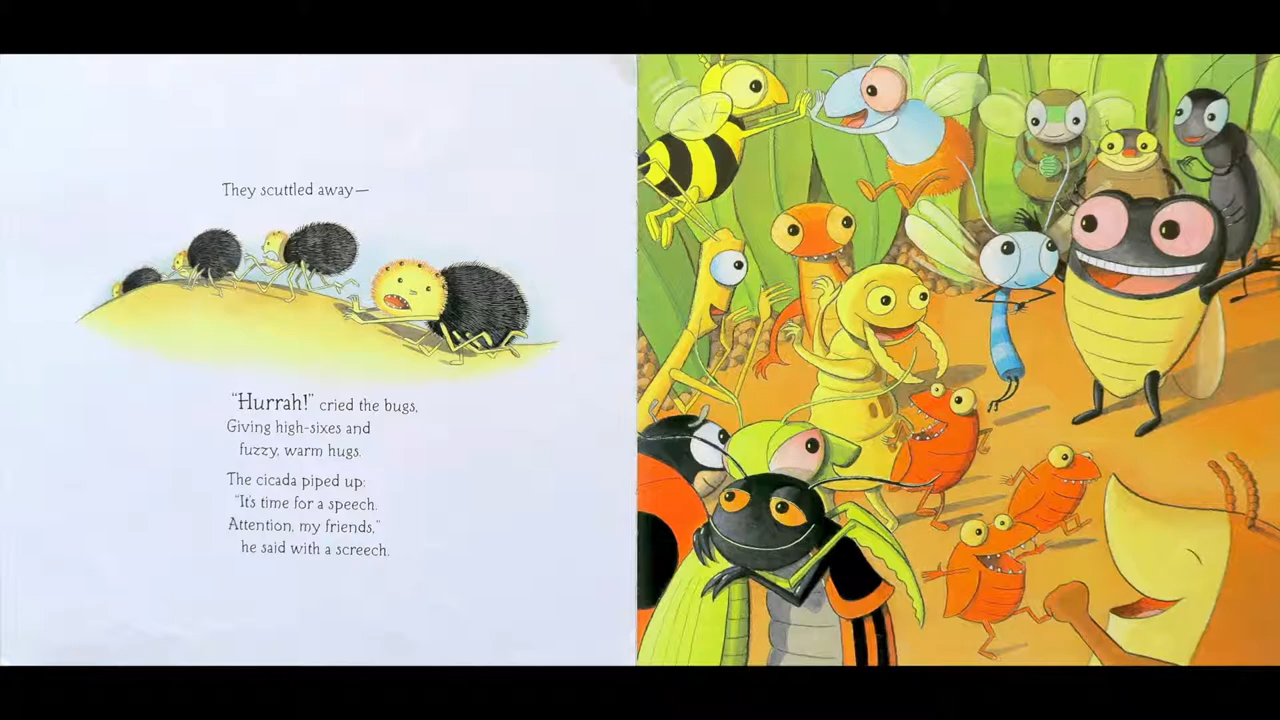 They scuttled away—
"Hurrah!" cried the bugs,
Giving high-sixes and
fuzzy, warm hugs.
The cicada piped up:
"It's time for a speech.
Attention, my friends,"
he said with a screech.